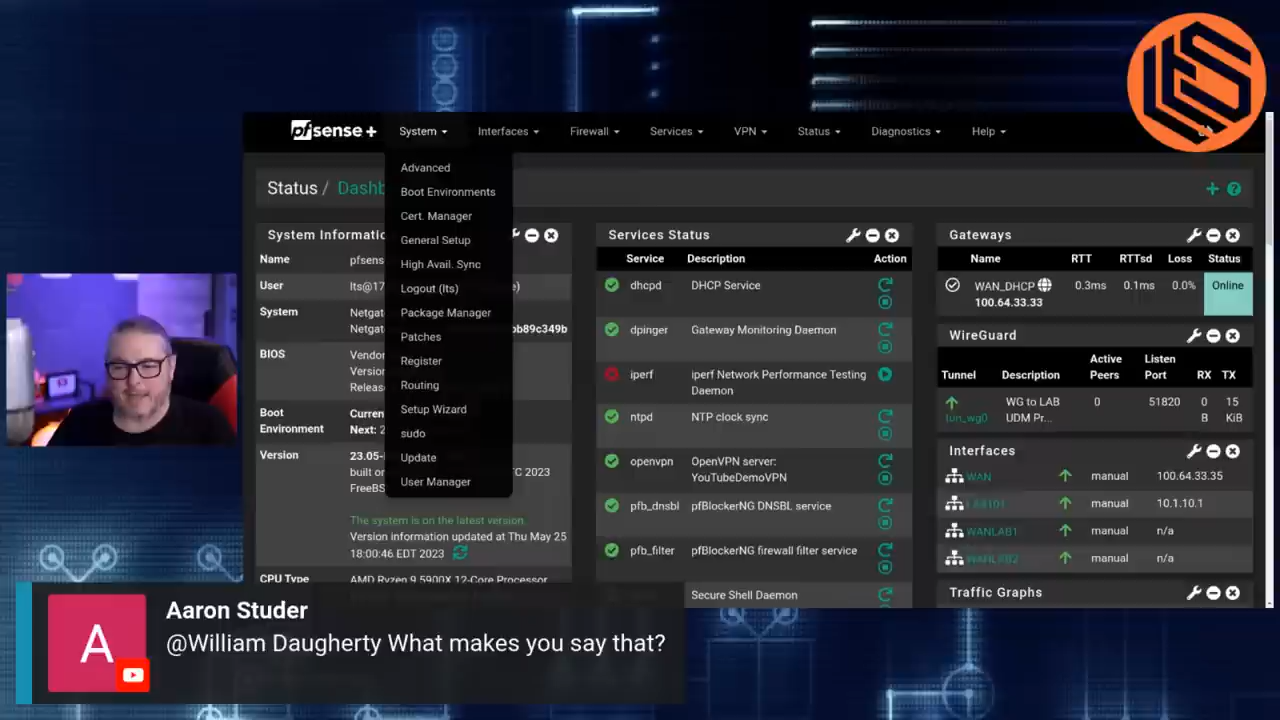 pfsense +
System
Interfaces
Firewall
Services
VPN
Status
Diagnostics
Help
Advanced
Boot Environments
Cert. Manager
General Setup
High Avail. Sync
Logout (lts)
Package Manager
Patches
Register
Routing
Setup Wizard
sudo
Update
User Manager
Status /
System
Name
User
System
BIOS
Boot
Environment
Version
23.05-
built on
TC 2023
The system is on the latest version.
Version information updated at Thu May 25
18:00:46 EDT 2023
CPU Type
AMD Ryzen 9 5900X 12-Core Processor
Services Status
Service Description Action
dhcpd DHCP Service
dpinger Gateway Monitoring Daemon
iperf iperf Network Performance Testing
Daemon
ntpd NTP clock sync
openvpn OpenVPN server:
YouTubeDemoVPN
pfb_dnsbl pfBlockerNG DNSBL service
pfb_filter pfBlockerNG firewall filter service
Secure Shell Daemon
Gateways
Name RTT RTTsd Loss Status
WAN_DHCP 0.3ms 0.1ms 0.0% Online
100.64.33.33
WireGuard
Active Listen
Tunnel Description Peers Port RX TX
WG to LAB 0 51820 0 15
tun_wg0 UDM Pr... B KiB
Interfaces
WAN manual 100.64.33.35
manual 10.1.10.1
WANLAB1 manual n/a
WANLAB2 manual n/a
Traffic Graphs
A
Aaron Studer
@William Daugherty What makes you say that?